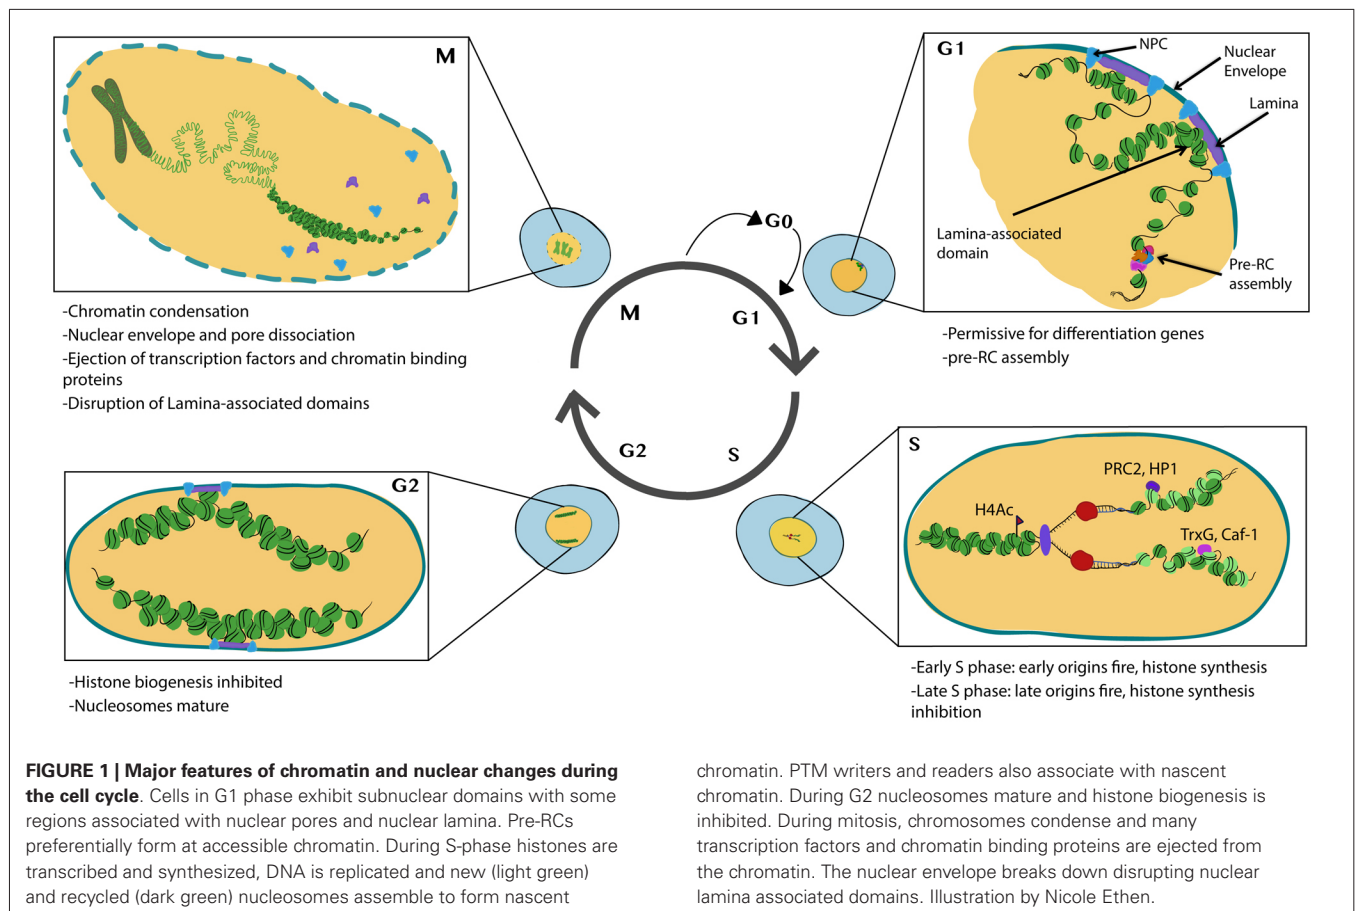 M
-Chromatin condensation
-Nuclear envelope and pore dissociation
-Ejection of transcription factors and chromatin binding
proteins
-Disruption of Lamina-associated domains
G1
NPC
Nuclear
Envelope
Lamina
Lamina-associated
domain
Pre-RC
assembly
-Permissive for differentiation genes
-pre-RC assembly
G0
M
G1
G2
S
G2
-Histone biogenesis inhibited
-Nucleosomes mature
S
PRC2, HP1
H4Ac
TrxG, Caf-1
-Early S phase: early origins fire, histone synthesis
-Late S phase: late origins fire, histone synthesis
inhibition
FIGURE 1 | Major features of chromatin and nuclear changes during
the cell cycle. Cells in G1 phase exhibit subnuclear domains with some
regions associated with nuclear pores and nuclear lamina. Pre-RCs
preferentially form at accessible chromatin. During S-phase histones are
transcribed and synthesized, DNA is replicated and new (light green)
and recycled (dark green) nucleosomes assemble to form nascent
chromatin. PTM writers and readers also associate with nascent
chromatin. During G2 nucleosomes mature and histone biogenesis is
inhibited. During mitosis, chromosomes condense and many
transcription factors and chromatin binding proteins are ejected from
the chromatin. The nuclear envelope breaks down disrupting nuclear
lamina associated domains. Illustration by Nicole Ethen.